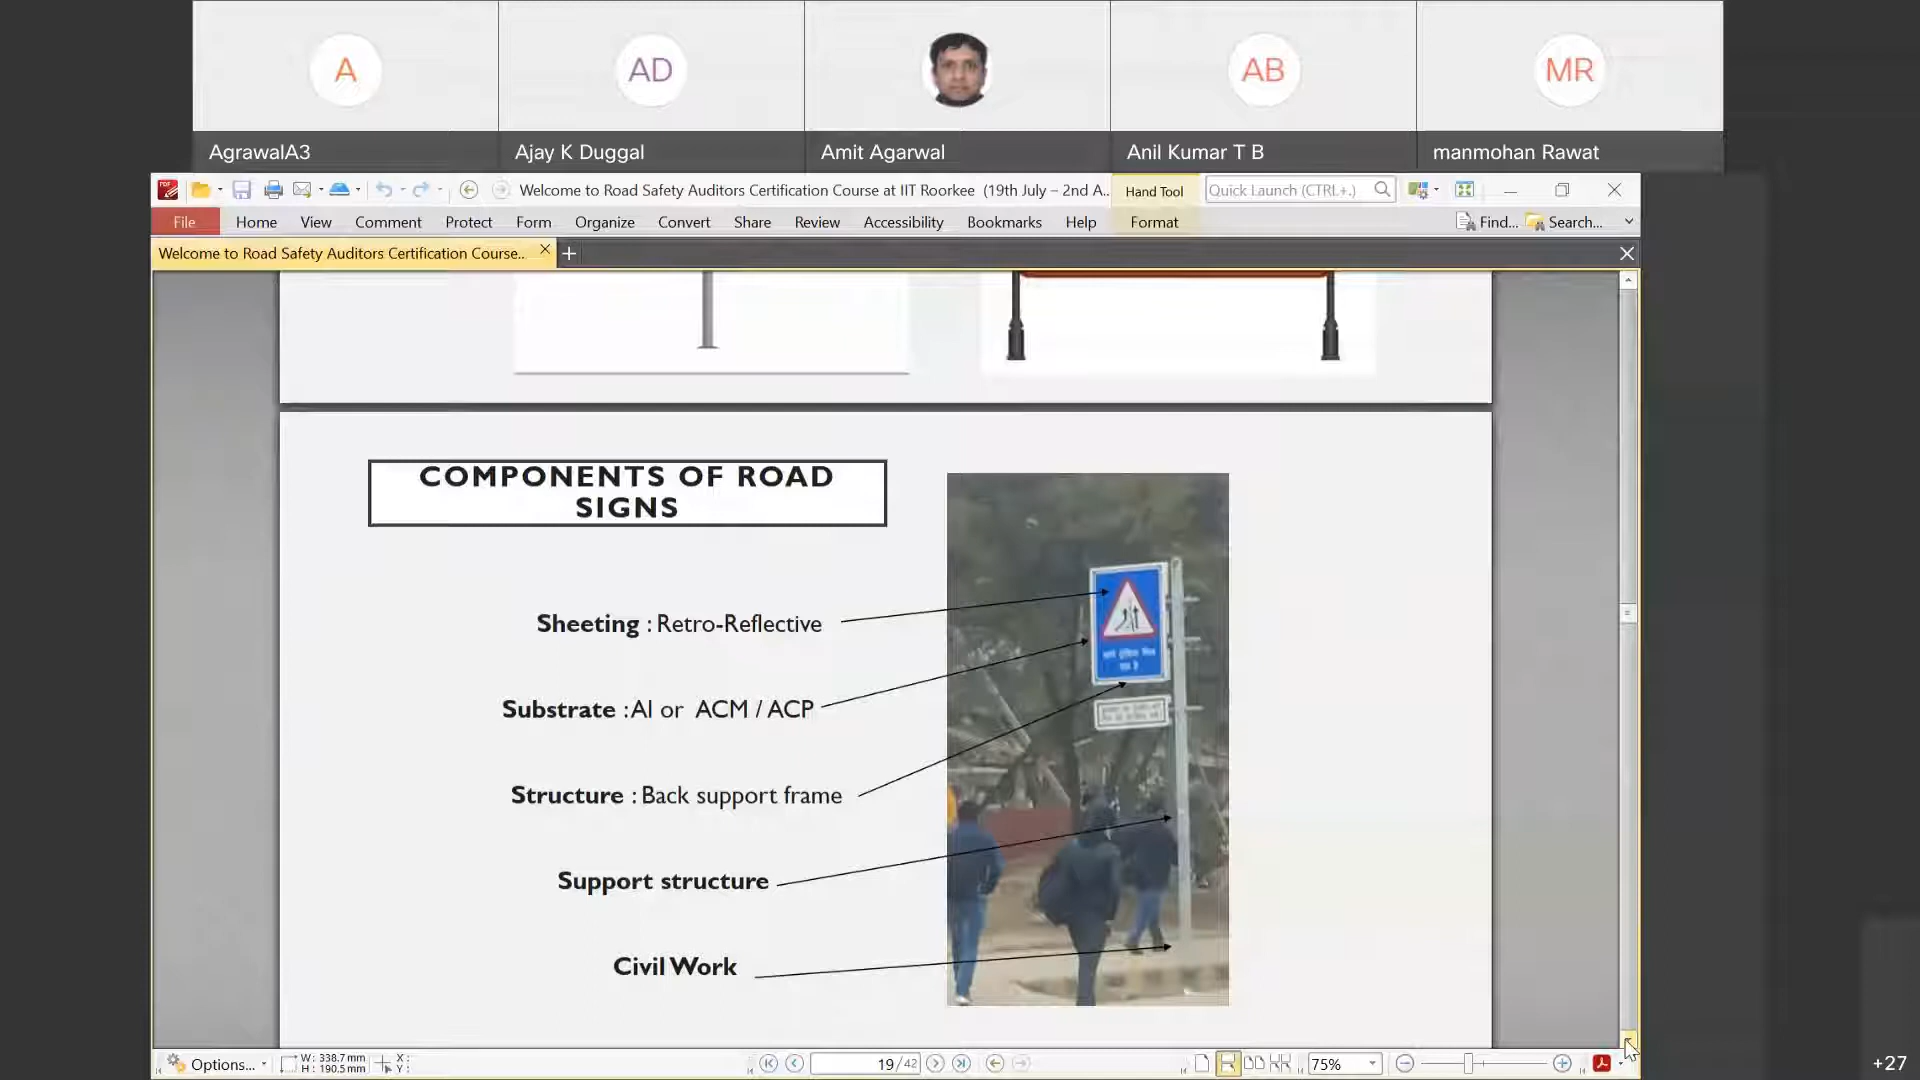 A
AD
AB
MR
AgrawalA3
Ajay K Duggal
Amit Agarwal
Anil Kumar T B
manmohan Rawat
Welcome to Road Safety Auditors Certification Course at IIT Roorkee (19th July – 2nd A...
Hand Tool
Quick Launch (CTRL+.)
File
Home
View
Comment
Protect
Form
Organize
Convert
Share
Review
Accessibility
Bookmarks
Help
Format
Find...
Search...
Welcome to Road Safety Auditors Certification Course..
COMPONENTS OF ROAD
SIGNS
Sheeting : Retro-Reflective
Substrate : Al or ACM / ACP
Structure : Back support frame
Support structure
Civil Work
Options...
W: 338.7 mm
H: 190.5 mm
X:
Y:
19 / 42
75%
+27